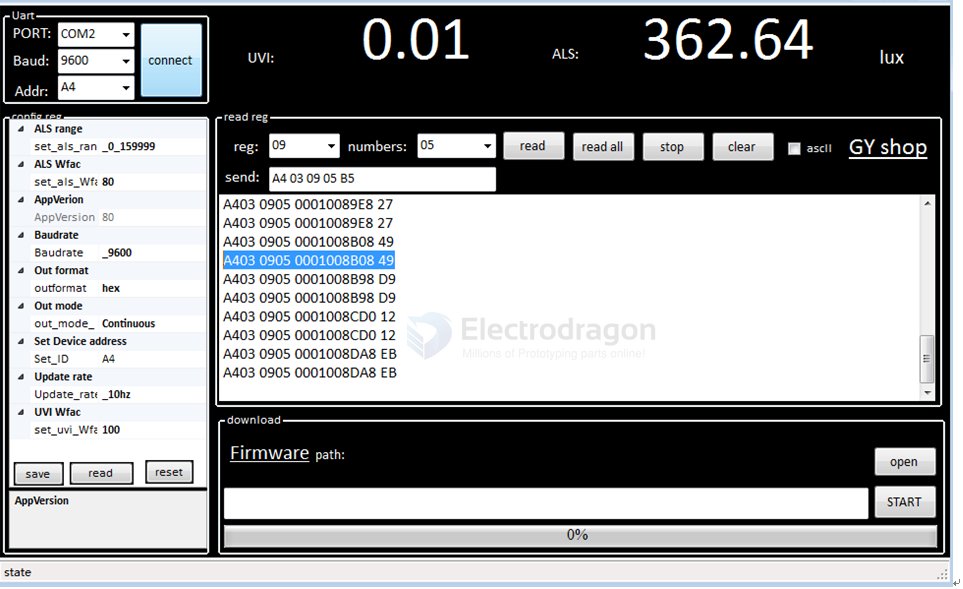 Uart
PORT: COM2
Baud: 9600
Addr: A4
connect
UVI: 0.01
ALS: 362.64 lux
config reg
ALS range
set_als_ran _0_159999
ALS Wfac
set_als_Wfa 80
AppVerion
AppVersion 80
Baudrate
Baudrate _9600
Out format
outformat hex
Out mode
out_mode_ Continuous
Set Device address
Set_ID A4
Update rate
Update_rate _10hz
UVI Wfac
set_uvi_Wfa 100
save read reset
AppVersion
read reg
reg: 09 numbers: 05 read read all stop clear ascII GY shop
send: A4 03 09 05 B5
A403 0905 00010089E8 27
A403 0905 00010089E8 27
A403 0905 0001008B08 49
A403 0905 0001008B08 49
A403 0905 0001008B98 D9
A403 0905 0001008B98 D9
A403 0905 0001008CD0 12
A403 0905 0001008CD0 12
A403 0905 0001008DA8 EB
A403 0905 0001008DA8 EB
Electrodragon
Millions of Prototyping parts online!
download
Firmware path:
open
START
0%
state